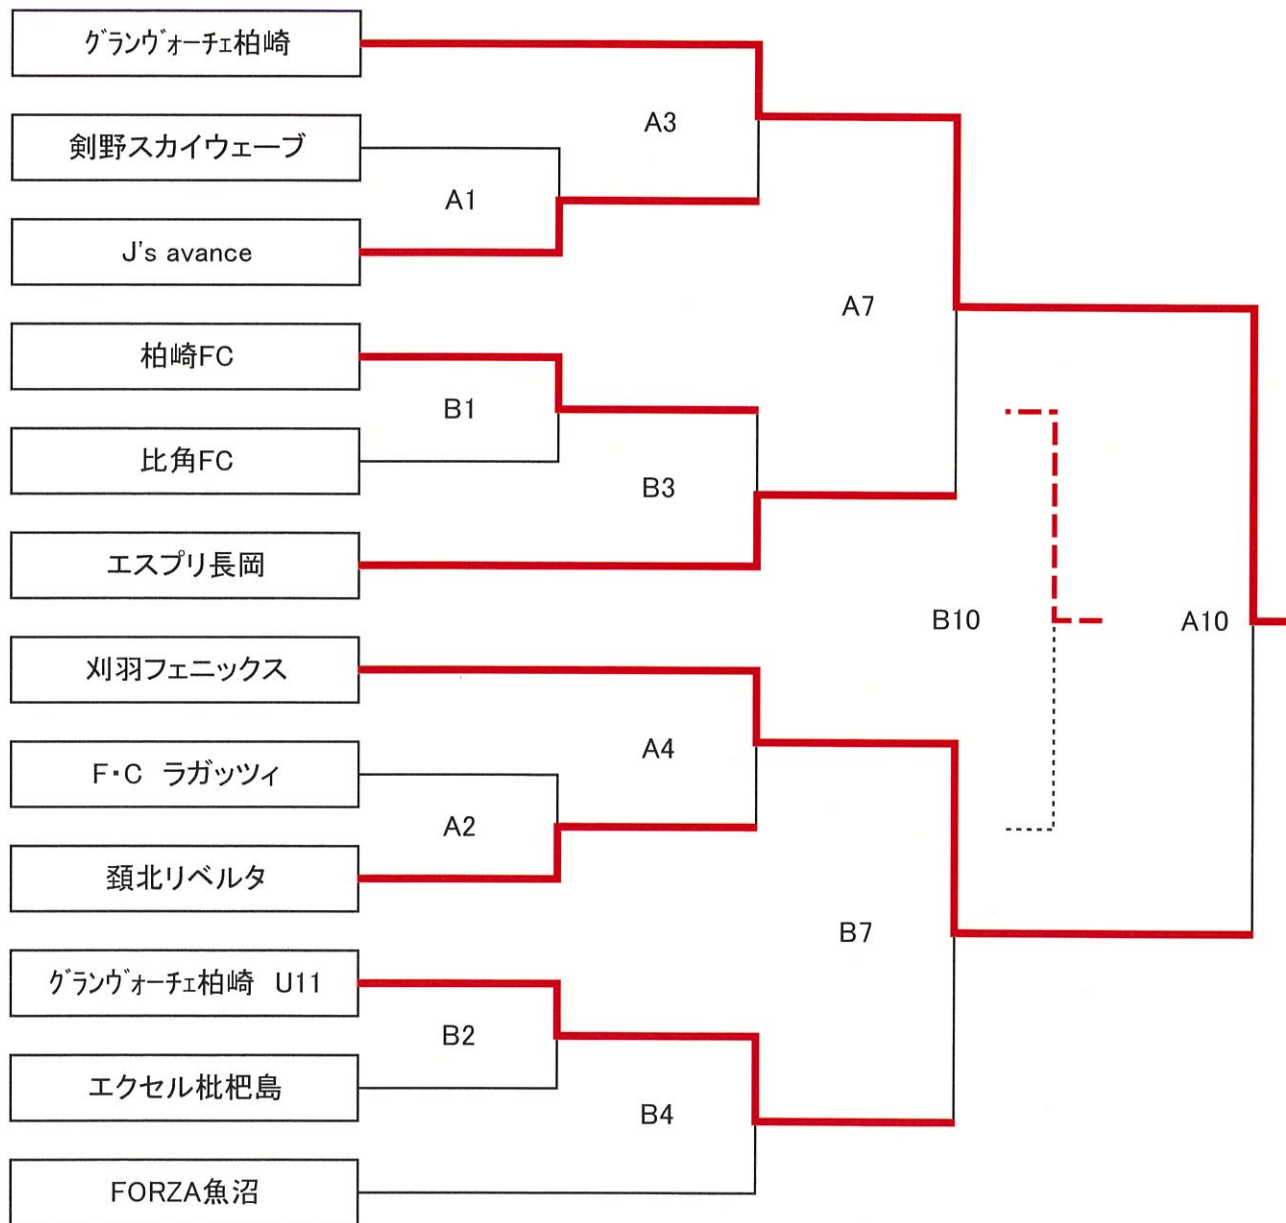 ｸﾞﾗﾝｳﾞｫｰﾁｪ柏崎
剣野スカイウェーブ
J's avance
柏崎FC
比角FC
エスプリ長岡
刈羽フェニックス
F・C　ラガッツィ
頚北リベルタ
ｸﾞﾗﾝｳﾞｫｰﾁｪ柏崎　U11
エクセル枇杷島
FORZA魚沼
A1
B1
A2
B2
A3
B3
A4
B4
A7
B7
B10
A10